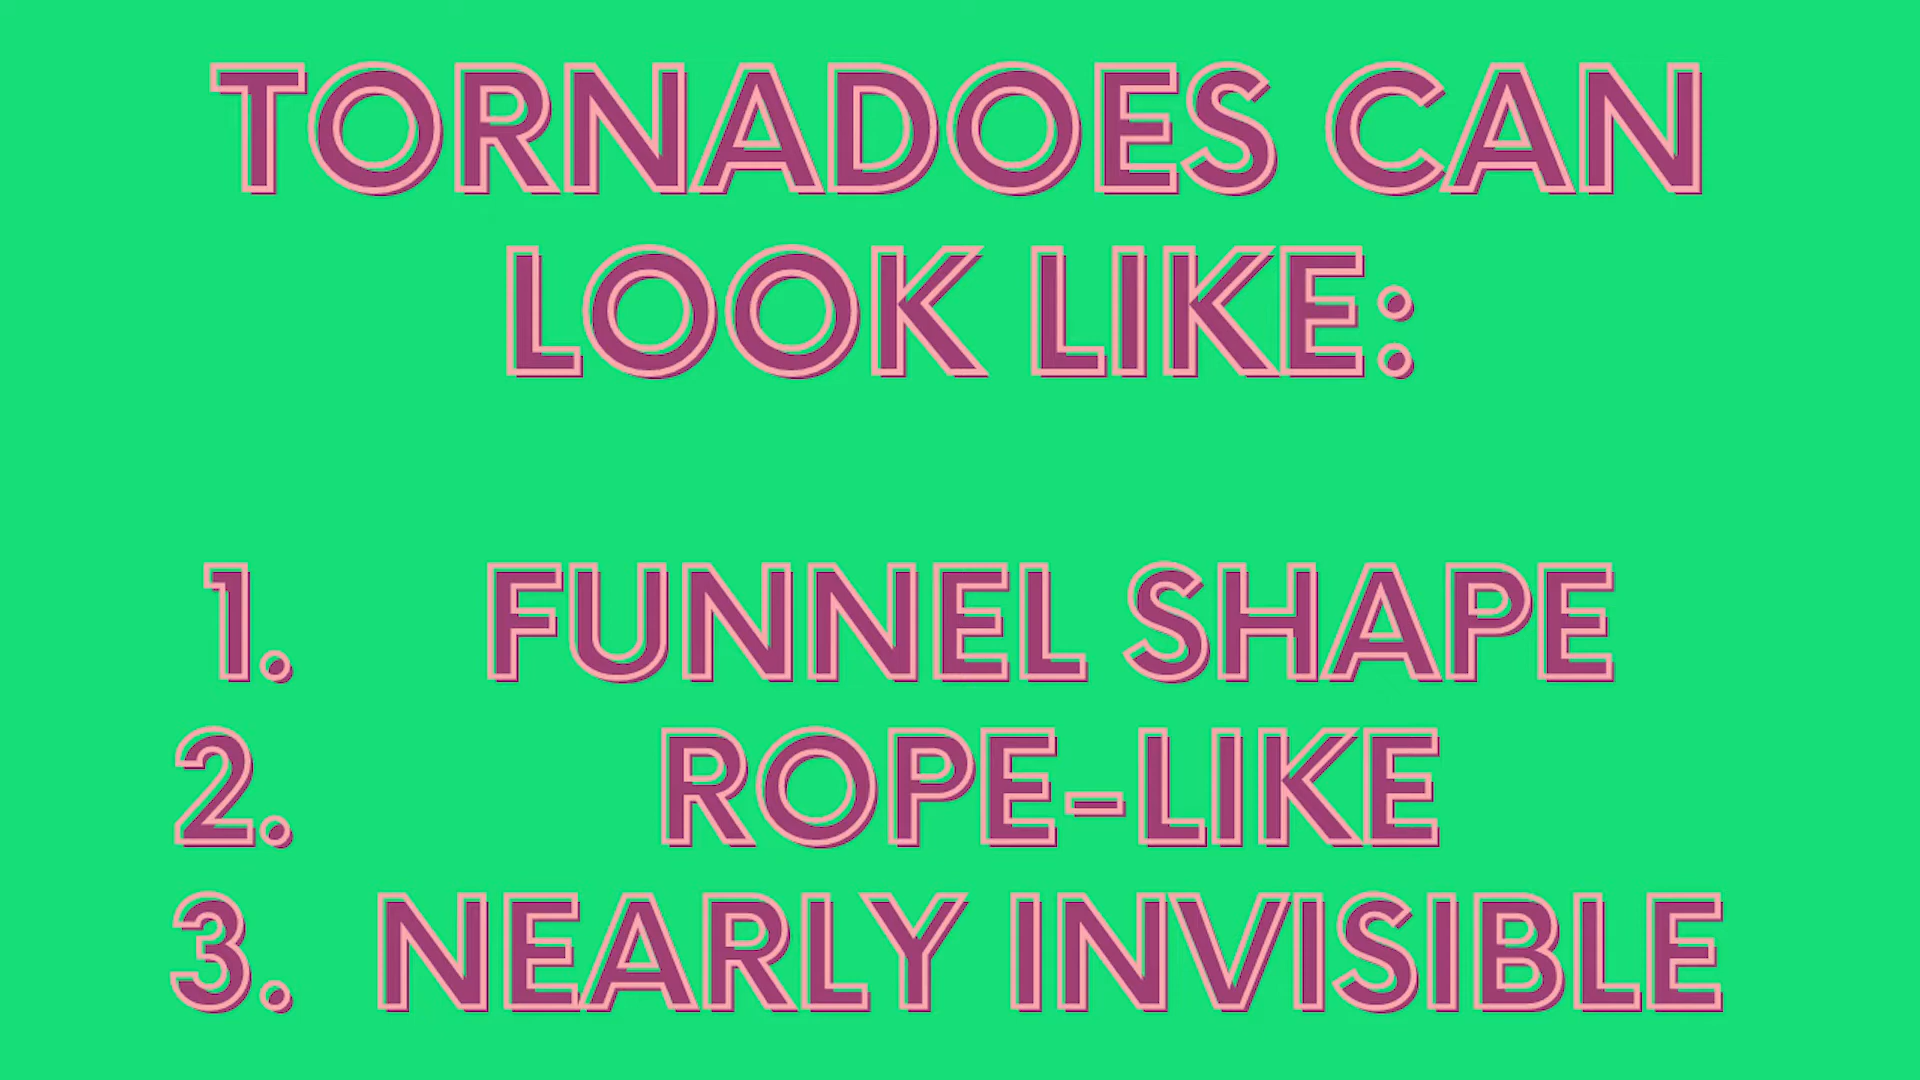 TORNADOES CAN
LOOK LIKE:
1. FUNNEL SHAPE
2. ROPE-LIKE
3. NEARLY INVISIBLE